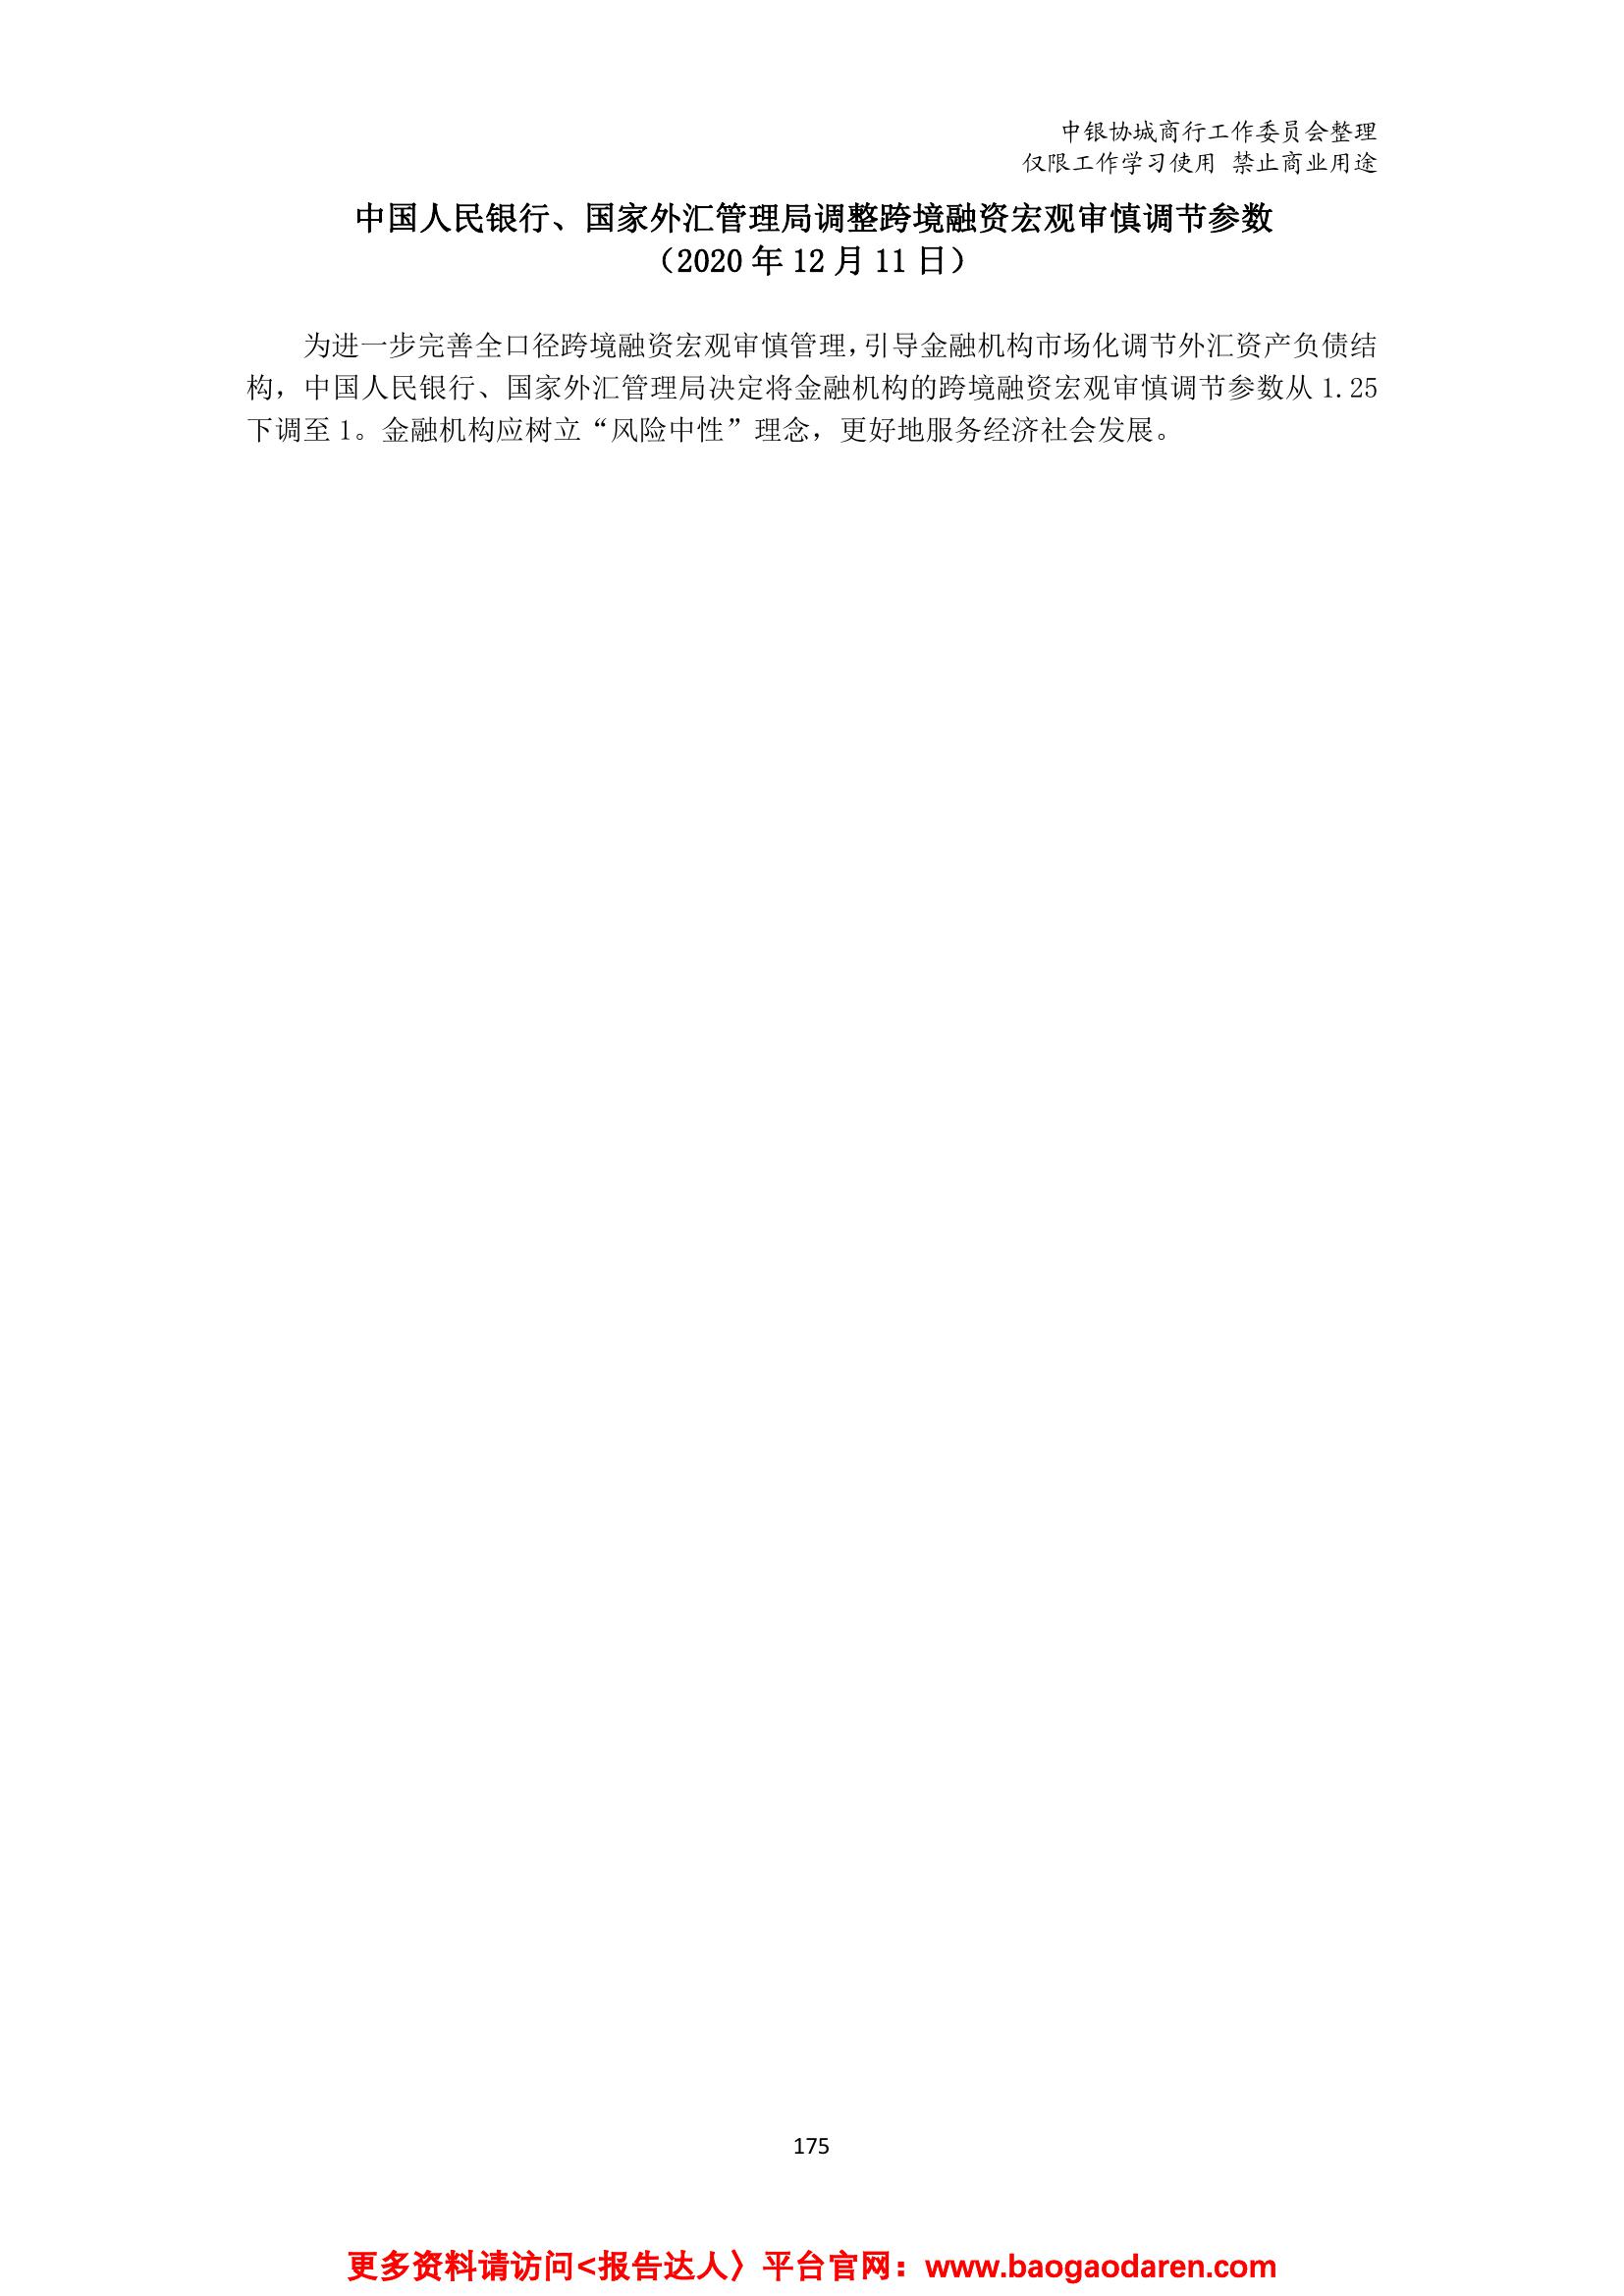 中银协城商行工作委员会整理
仅限工作学习使用 禁止商业用途
中国人民银行、国家外汇管理局调整跨境融资宏观审慎调节参数
（2020 年 12 月 11 日）
为进一步完善全口径跨境融资宏观审慎管理，引导金融机构市场化调节外汇资产负债结
构，中国人民银行、国家外汇管理局决定将金融机构的跨境融资宏观审慎调节参数从 1.25
下调至 1。金融机构应树立“风险中性”理念，更好地服务经济社会发展。
175
更多资料请访问<报告达人〉平台官网：www.baogaodaren.com